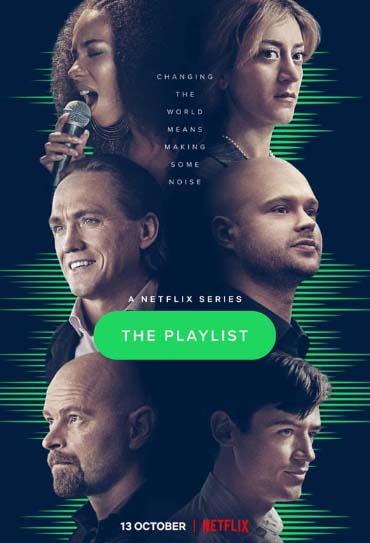 CHANGING
THE
WORLD
MEANS
MAKING
SOME
NOISE
A NETFLIX SERIES
THE PLAYLIST
13 OCTOBER | NETFLIX